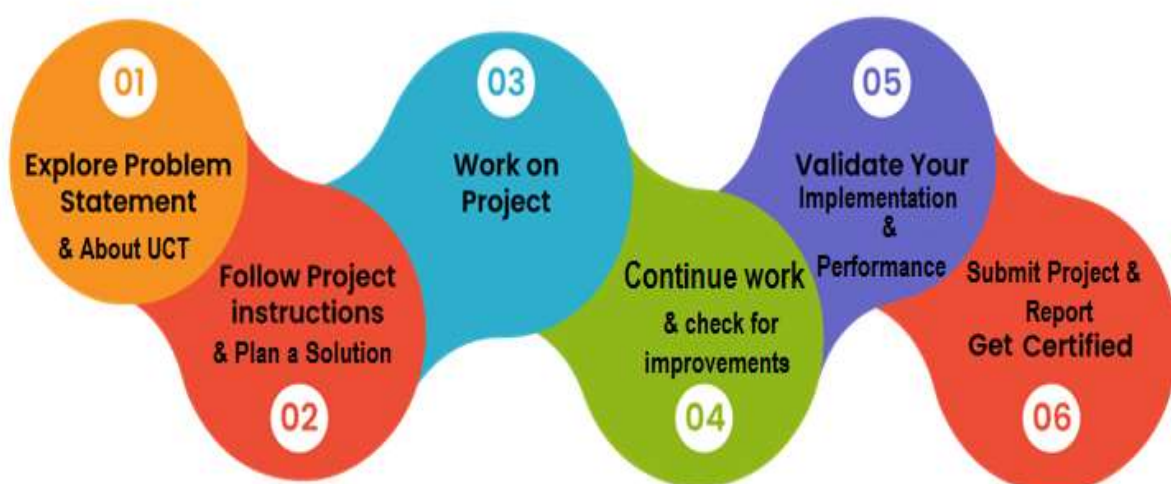 01
Explore Problem
Statement
& About UCT
Follow Project
instructions
& Plan a Solution
02
03
Work on
Project
Continue work
& check for
improvements
04
05
Validate Your
Implementation
&
Performance
Submit Project &
Report
Get Certified
06